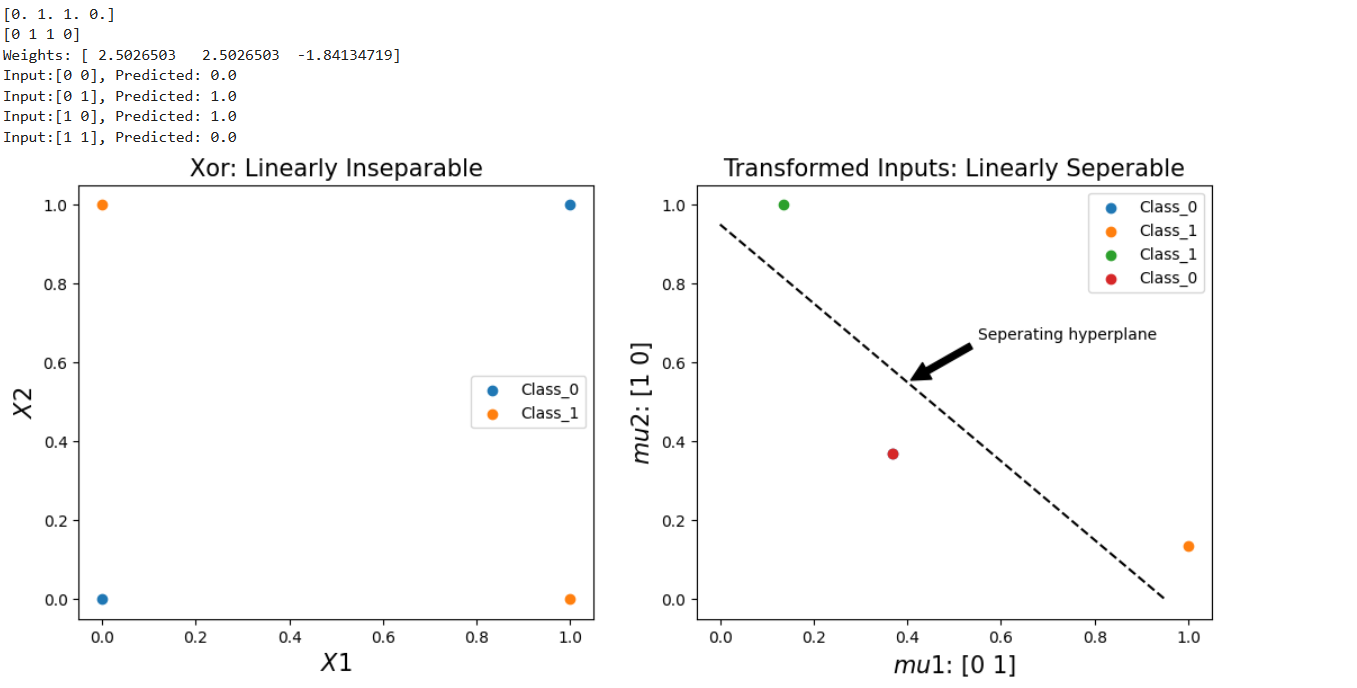 [0. 1. 1. 0.]
[0 1 1 0]
Weights: [ 2.5026503   2.5026503  -1.84134719]
Input:[0 0], Predicted: 0.0
Input:[0 1], Predicted: 1.0
Input:[1 0], Predicted: 1.0
Input:[1 1], Predicted: 0.0
Xor: Linearly Inseparable
1.0
0.8
0.6
0.4
0.2
0.0
X2
Class_0
Class_1
0.0 0.2 0.4 0.6 0.8 1.0
X1
Transformed Inputs: Linearly Seperable
1.0
0.8
0.6
0.4
0.2
0.0
mu2: [1 0]
Class_0
Class_1
Class_1
Class_0
Seperating hyperplane
0.0 0.2 0.4 0.6 0.8 1.0
mu1: [0 1]